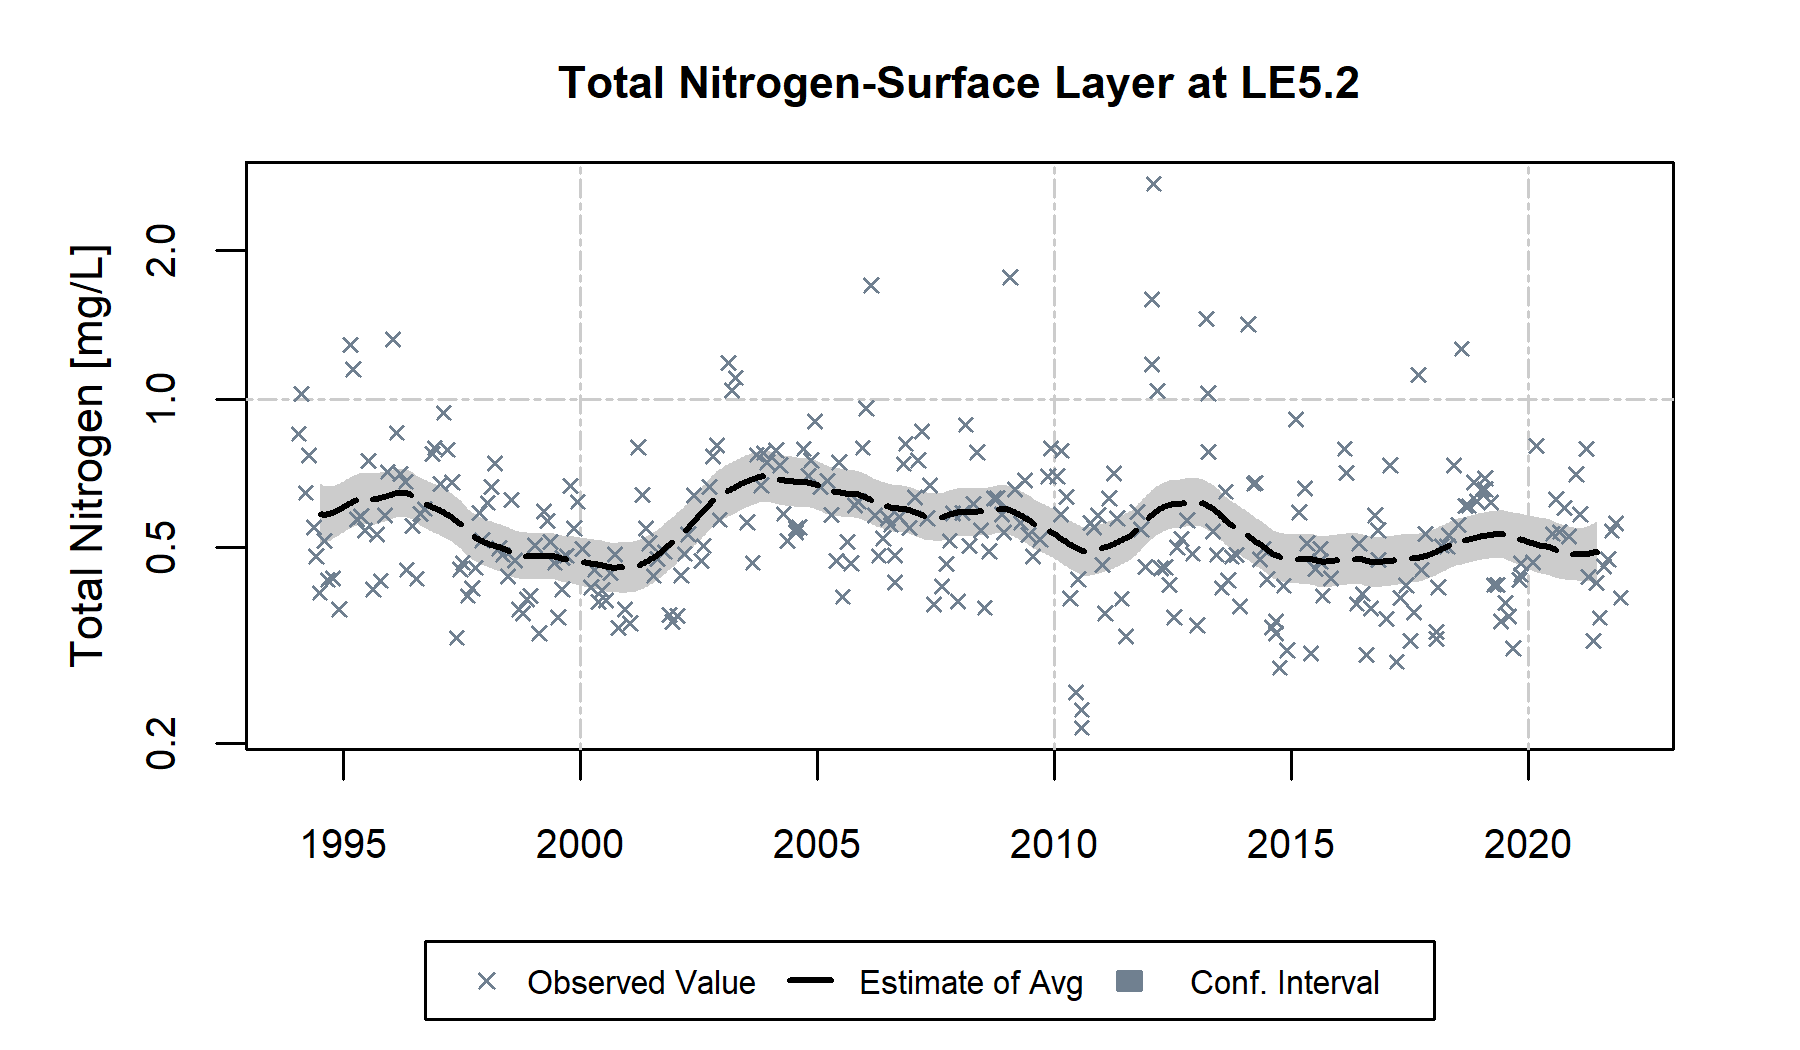 Total Nitrogen-Surface Layer at LE5.2
Total Nitrogen [mg/L]
2.0
1.0
0.5
0.2
1995 2000 2005 2010 2015 2020
Observed Value Estimate of Avg Conf. Interval